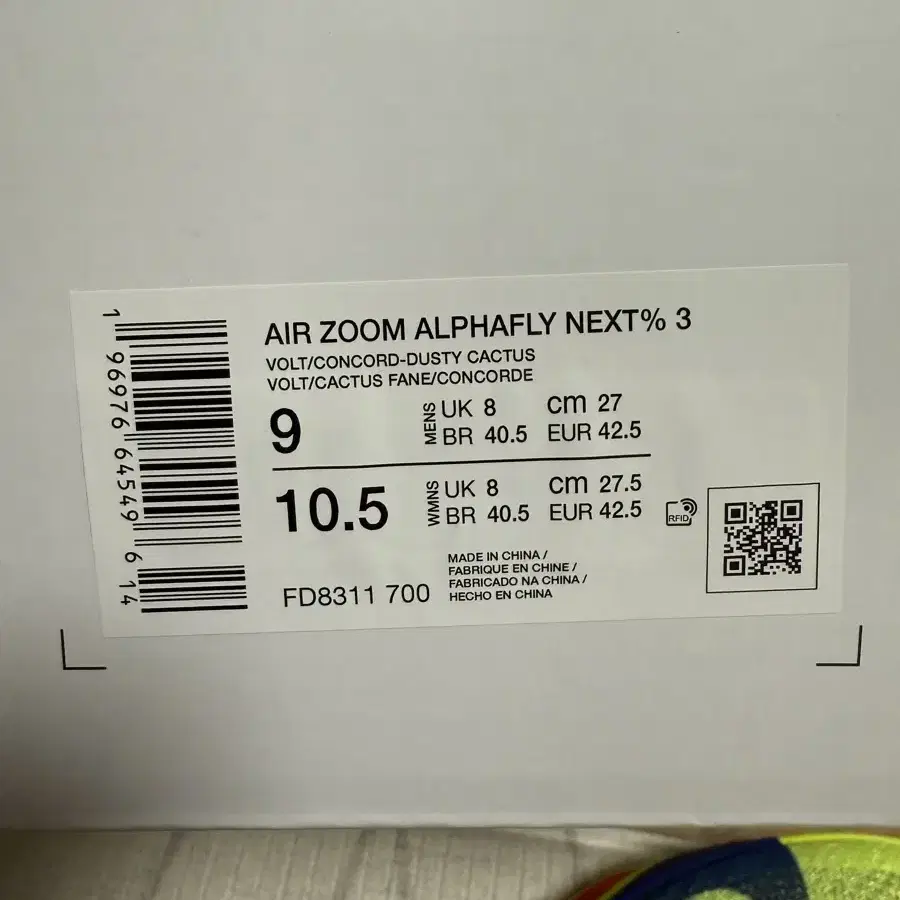 AIR ZOOM ALPHAFLY NEXT% 3
VOLT/CONCORD-DUSTY CACTUS
VOLT/CACTUS FANE/CONCORDE
9
MENS
UK 8 cm 27
BR 40.5 EUR 42.5
10.5
WMNS
UK 8 cm 27.5
BR 40.5 EUR 42.5
RFID
FD8311 700
MADE IN CHINA /
FABRIQUE EN CHINE /
FABRICADO NA CHINA /
HECHO EN CHINA
1 96976 64549 6 14